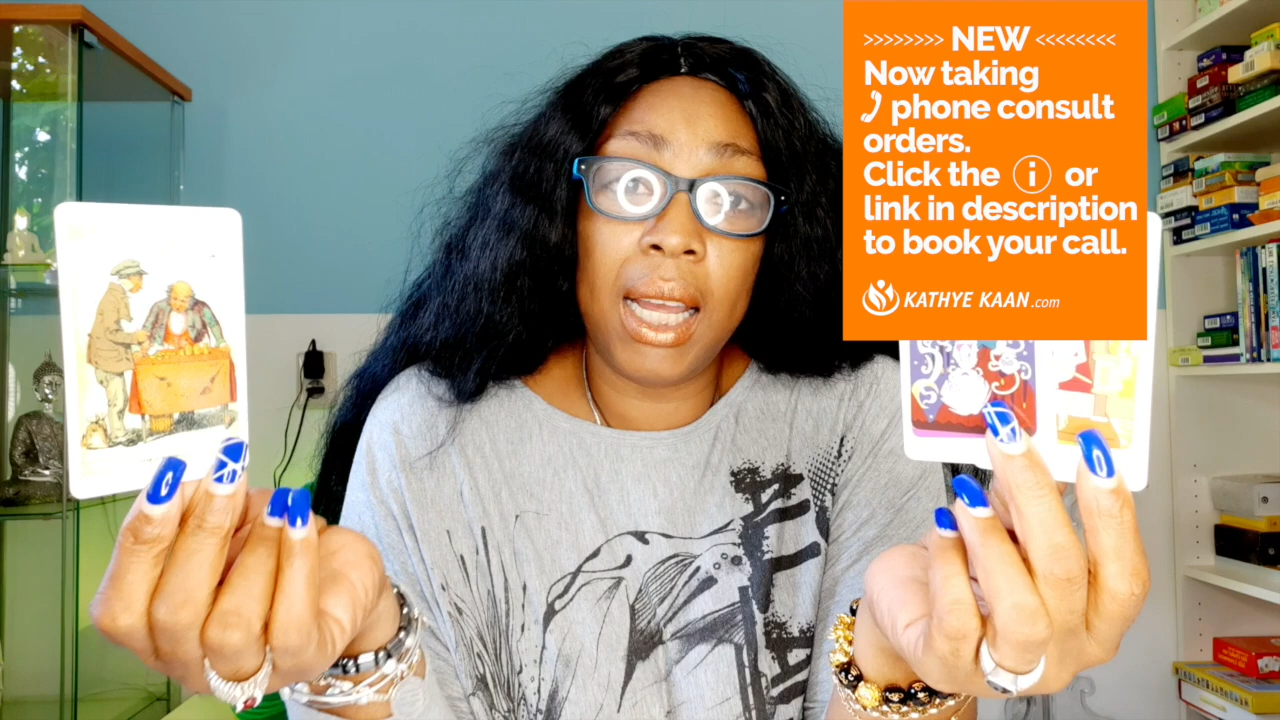 >>>>>>>> NEW <<<<<<<<
Now taking
phone consult
orders.
Click the i or
link in description
to book your call.
KATHYE KAAN.com